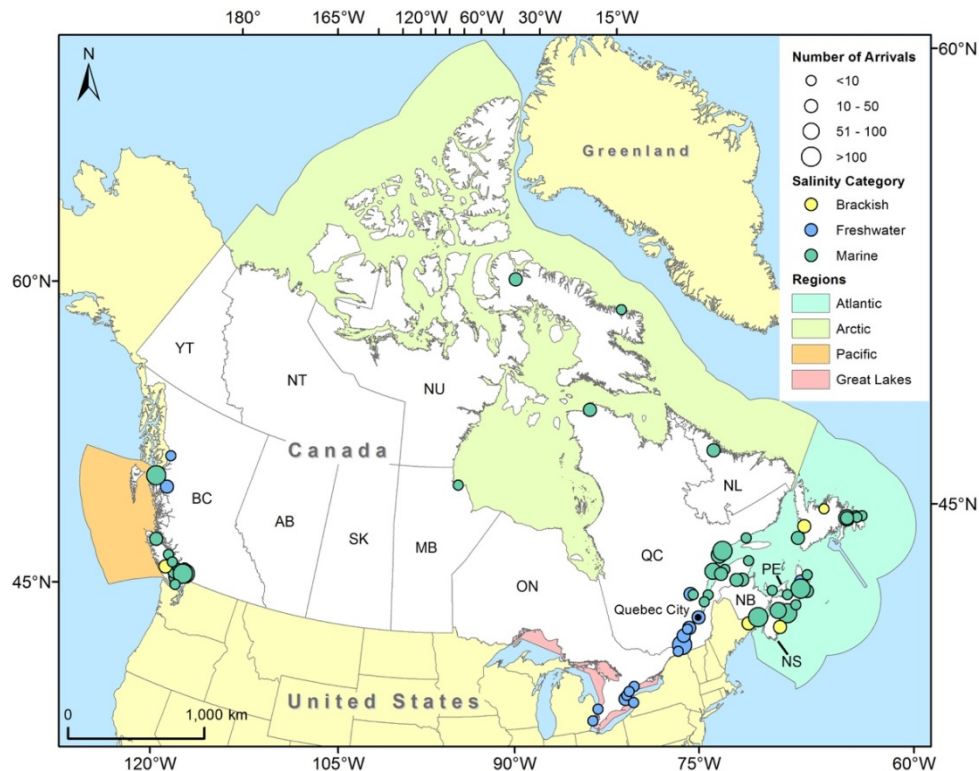 180° 165°W 120°W 60°W 40°W 30°W 15°W
60°N
N
Number of Arrivals
<10
10 - 50
51 - 100
>100
Salinity Category
Brackish
Freshwater
Marine
Regions
Atlantic
Arctic
Pacific
Great Lakes
Greenland
60°N
YT
NT
NU
Canada
BC
AB
SK
MB
ON
QC
NL
45°N
45°N
PE
NB
Quebec City
NS
United States
0 1,000 km
120°W 105°W 90°W 75°W 60°W